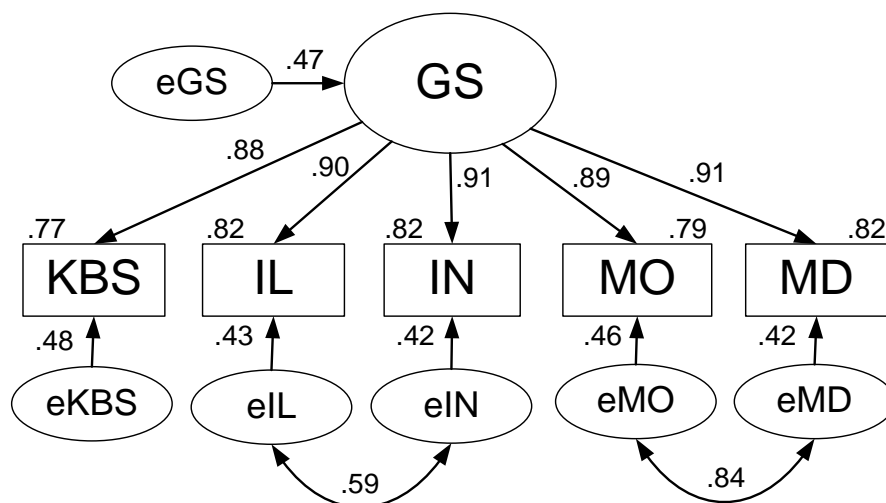 eGS
.47
GS
.88
.90
.91
.89
.91
.77
.82
.82
.79
.82
KBS
IL
IN
MO
MD
.48
.43
.42
.46
.42
eKBS
eIL
eIN
eMO
eMD
.59
.84